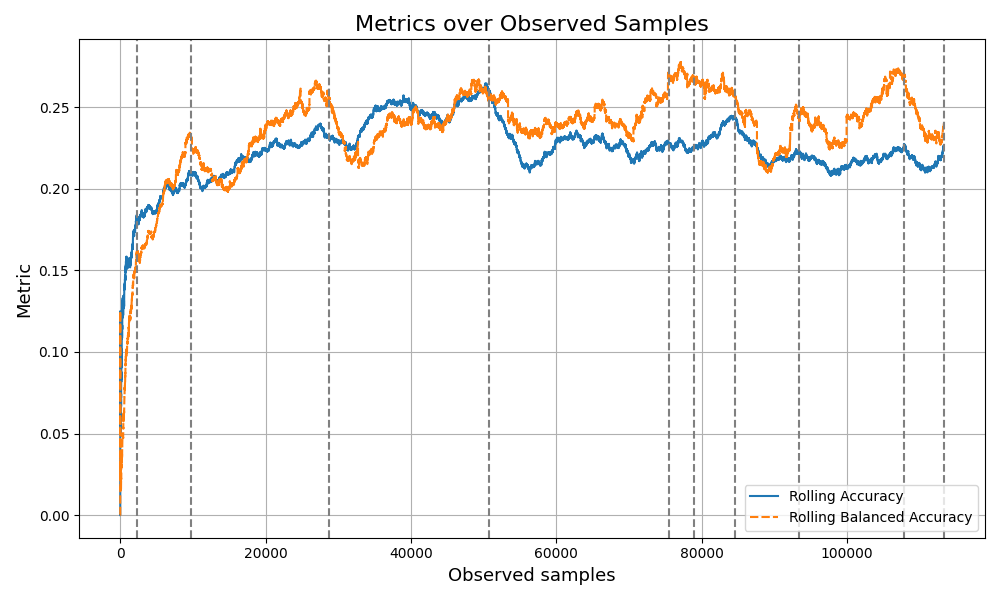 Metrics over Observed Samples
Metric
0.25
0.20
0.15
0.10
0.05
0.00
0 20000 40000 60000 80000 100000
Observed samples
Rolling Accuracy
Rolling Balanced Accuracy